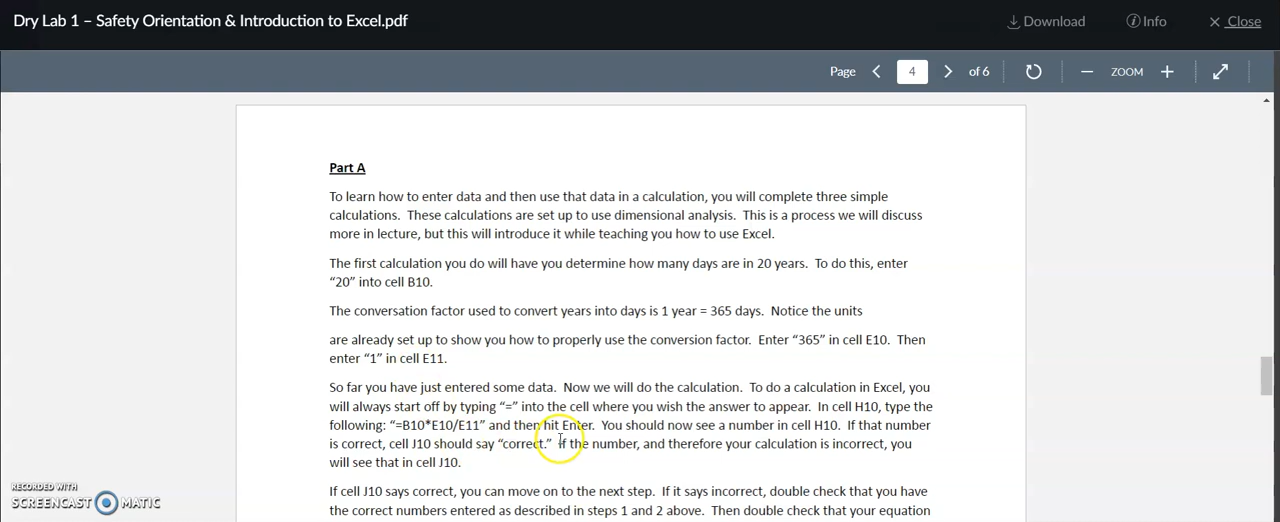 Dry Lab 1 – Safety Orientation & Introduction to Excel.pdf
Download
Info
Close
Page 4 of 6
ZOOM
Part A
To learn how to enter data and then use that data in a calculation, you will complete three simple
calculations. These calculations are set up to use dimensional analysis. This is a process we will discuss
more in lecture, but this will introduce it while teaching you how to use Excel.
The first calculation you do will have you determine how many days are in 20 years. To do this, enter
“20” into cell B10.
The conversation factor used to convert years into days is 1 year = 365 days. Notice the units
are already set up to show you how to properly use the conversion factor. Enter “365” in cell E10. Then
enter “1” in cell E11.
So far you have just entered some data. Now we will do the calculation. To do a calculation in Excel, you
will always start off by typing “=” into the cell where you wish the answer to appear. In cell H10, type the
following: “=B10*E10/E11” and then hit Enter. You should now see a number in cell H10. If that number
is correct, cell J10 should say “correct.” If the number, and therefore your calculation is incorrect, you
will see that in cell J10.
If cell J10 says correct, you can move on to the next step. If it says incorrect, double check that you have
the correct numbers entered as described in steps 1 and 2 above. Then double check that your equation
RECORDED WITH
SCREENCAST MATIC